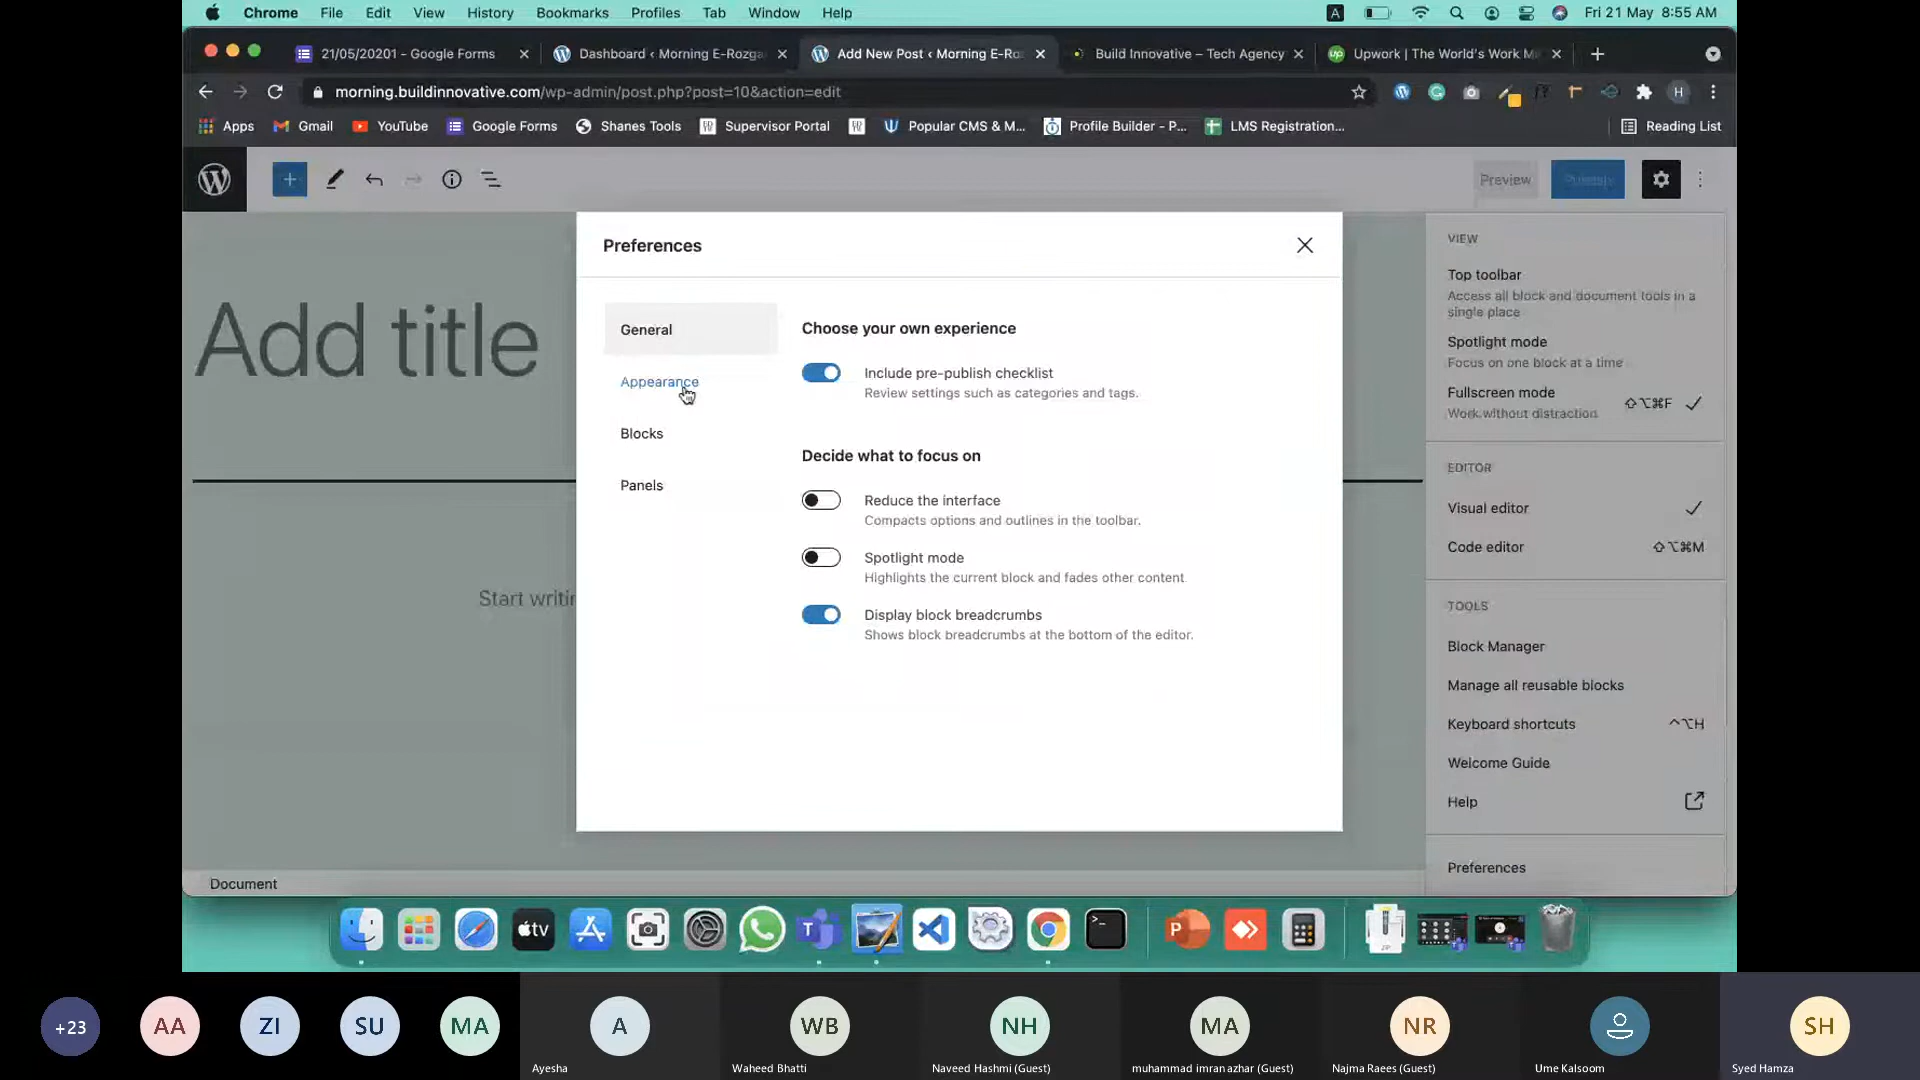 Chrome File Edit View History Bookmarks Profiles Tab Window Help A Fri 21 May 8:55 AM
21/05/20201 - Google Forms Dashboard ‹ Morning E-Rozga Add New Post ‹ Morning E-Ro Build Innovative – Tech Agency up Upwork | The World's Work M
morning.buildinnovative.com/wp-admin/post.php?post=10&action=edit H
Apps Gmail YouTube Google Forms Shanes Tools Supervisor Portal Popular CMS & M... Profile Builder - P... LMS Registration... Reading List
Preview Publish
Preferences
General
Appearance
Blocks
Panels
Choose your own experience
Include pre-publish checklist
Review settings such as categories and tags.
Decide what to focus on
Reduce the interface
Compacts options and outlines in the toolbar.
Spotlight mode
Highlights the current block and fades other content.
Display block breadcrumbs
Shows block breadcrumbs at the bottom of the editor.
Add title
Start writin
Document
VIEW
Top toolbar
Access all block and document tools in a
single place
Spotlight mode
Focus on one block at a time
Fullscreen mode
Work without distraction ⇧⌥⌘F
EDITOR
Visual editor
Code editor ⇧⌥⌘M
TOOLS
Block Manager
Manage all reusable blocks
Keyboard shortcuts ^⌥H
Welcome Guide
Help
Preferences
tv
+23 AA ZI SU MA A WB NH MA NR SH
Ayesha Waheed Bhatti Naveed Hashmi (Guest) muhammad imran azhar (Guest) Najma Raees (Guest) Ume Kalsoom Syed Hamza